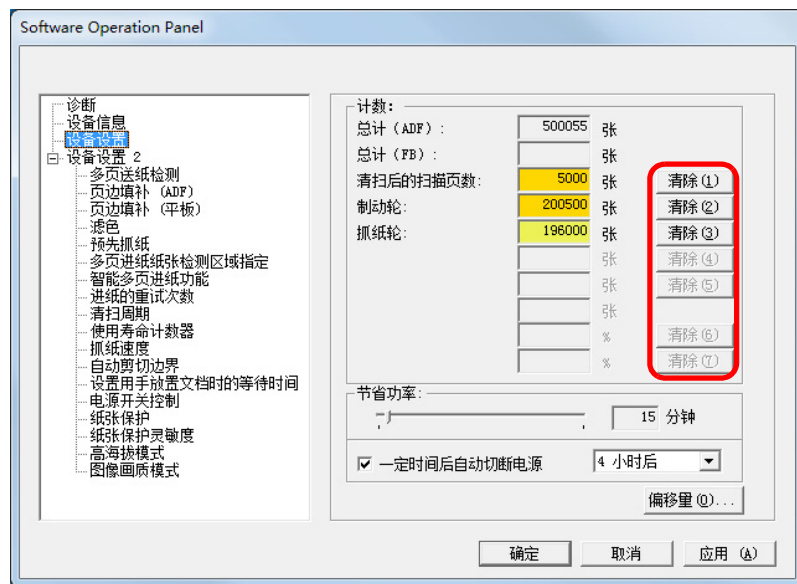 Software Operation Panel
诊断
设备信息
设备设置
设备设置 2
多页送纸检测
页边填补 (ADF)
页边填补 (平板)
滤色
预先抓纸
多页进纸纸张检测区域指定
智能多页进纸功能
进纸的重试次数
清扫周期
使用寿命计数器
抓纸速度
自动剪切边界
设置用手放置文档时的等待时间
电源开关控制
纸张保护
纸张保护灵敏度
高海拔模式
图像画质模式
计数:
总计 (ADF) : 500055 张
总计 (FB) : 张
清扫后的扫描页数: 5000 张 清除(1)
制动轮: 200500 张 清除(2)
抓纸轮: 196000 张 清除(3)
张 清除(4)
张 清除(5)
张
% 清除(6)
% 清除(7)
节省功率:
15 分钟
一定时间后自动切断电源 4 小时后
偏移量(O)...
确定 取消 应用 (A)